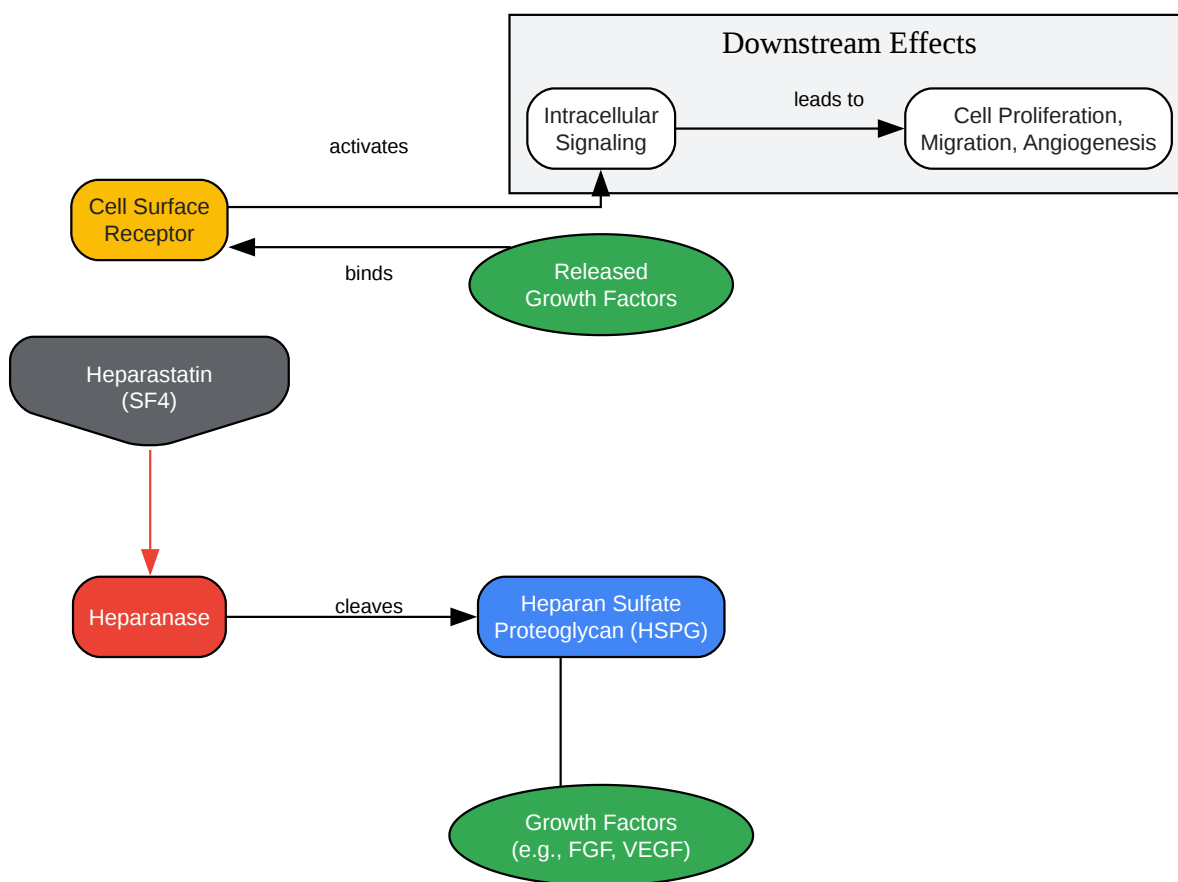 Downstream Effects
Intracellular
Signaling
leads to
Cell Proliferation,
Migration, Angiogenesis
activates
Cell Surface
Receptor
binds
Released
Growth Factors
Heparastatin
(SF4)
Heparanase
cleaves
Heparan Sulfate
Proteoglycan (HSPG)
Growth Factors
(e.g., FGF, VEGF)